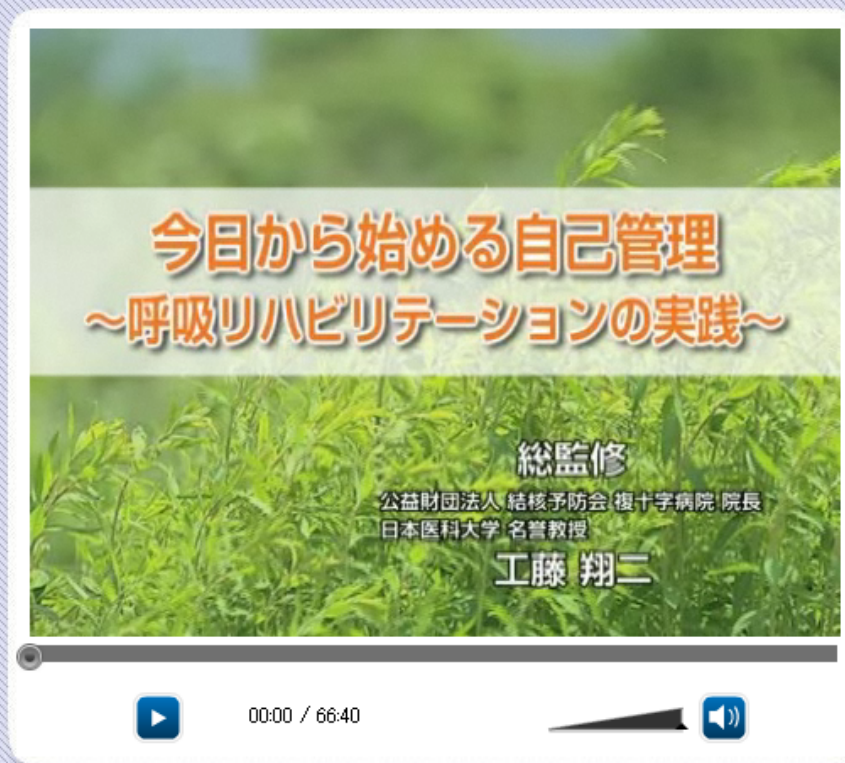 今日から始める自己管理
～呼吸リハビリテーションの実践～
総監修
公益財団法人 結核予防会 複十字病院 院長
日本医科大学 名誉教授
工藤 翔二
00:00 / 66:40